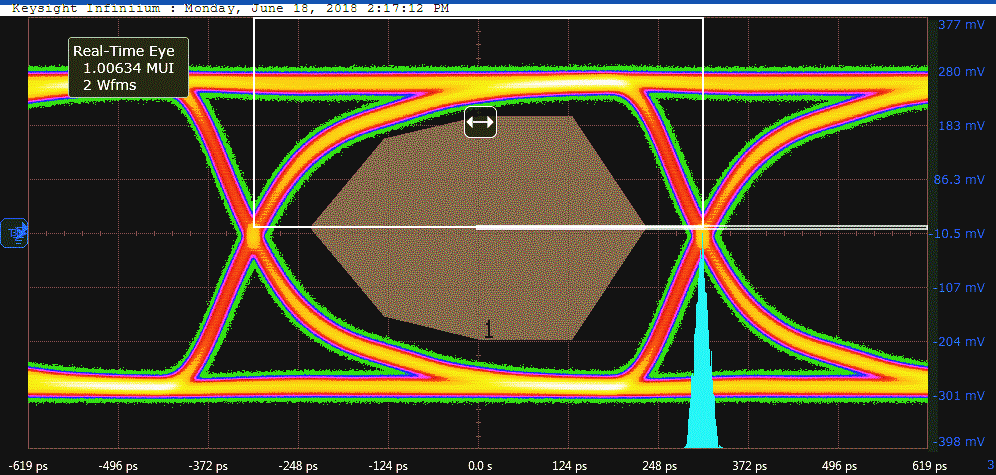 Keysight Infiniium : Monday, June 18, 2018 2:17:12 PM
377 mV
Real-Time Eye
1.00634 MUI
2 Wfms
280 mV
183 mV
86.3 mV
-10.5 mV
-107 mV
1
-204 mV
-301 mV
-398 mV
-619 ps -496 ps -372 ps -248 ps -124 ps 0.0 s 124 ps 248 ps 372 ps 496 ps 619 ps 3